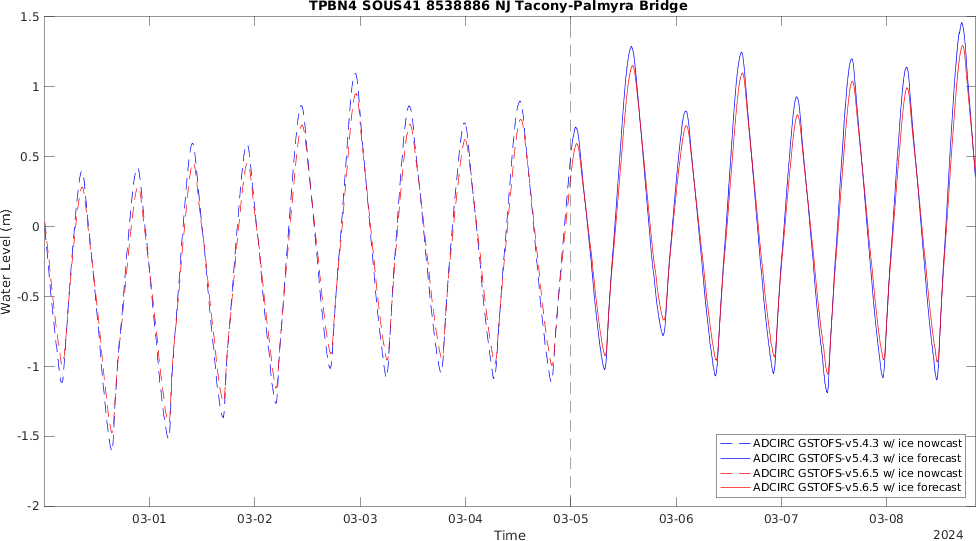 TPBN4 SOUS41 8538886 NJ Tacony-Palmyra Bridge
1.5
1
0.5
0
-0.5
-1
-1.5
-2
Water Level (m)
03-01
03-02
03-03
03-04
03-05
03-06
03-07
03-08
Time
2024
ADCIRC GSTOFS-v5.4.3 w/ ice nowcast
ADCIRC GSTOFS-v5.4.3 w/ ice forecast
ADCIRC GSTOFS-v5.6.5 w/ ice nowcast
ADCIRC GSTOFS-v5.6.5 w/ ice forecast